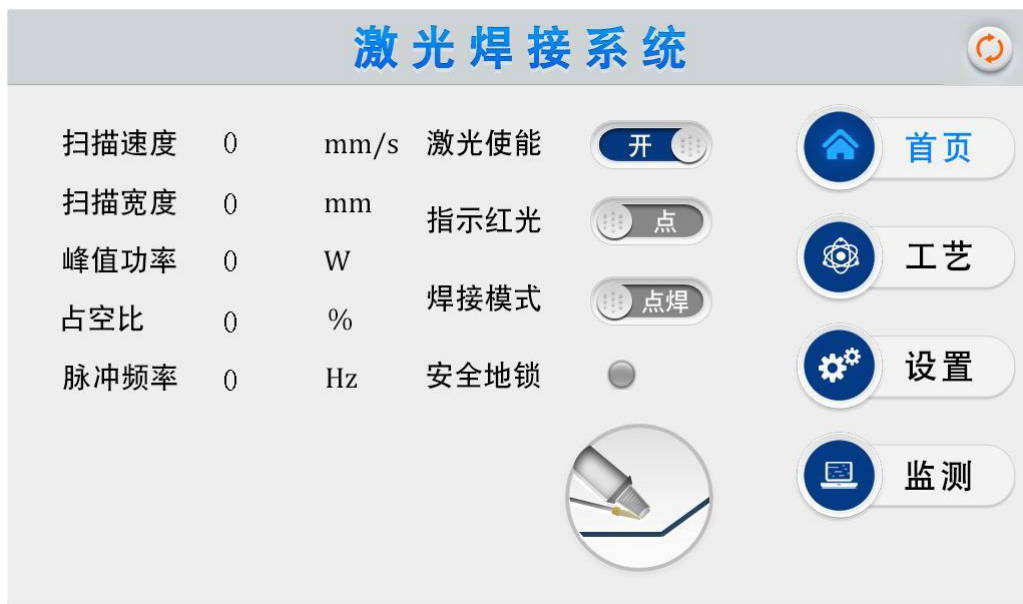 激光焊接系统
扫描速度 0 mm/s
扫描宽度 0 mm
峰值功率 0 W
占空比 0 %
脉冲频率 0 Hz
激光使能 开
指示红光 点
焊接模式 点焊
安全地锁
首页
工艺
设置
监测